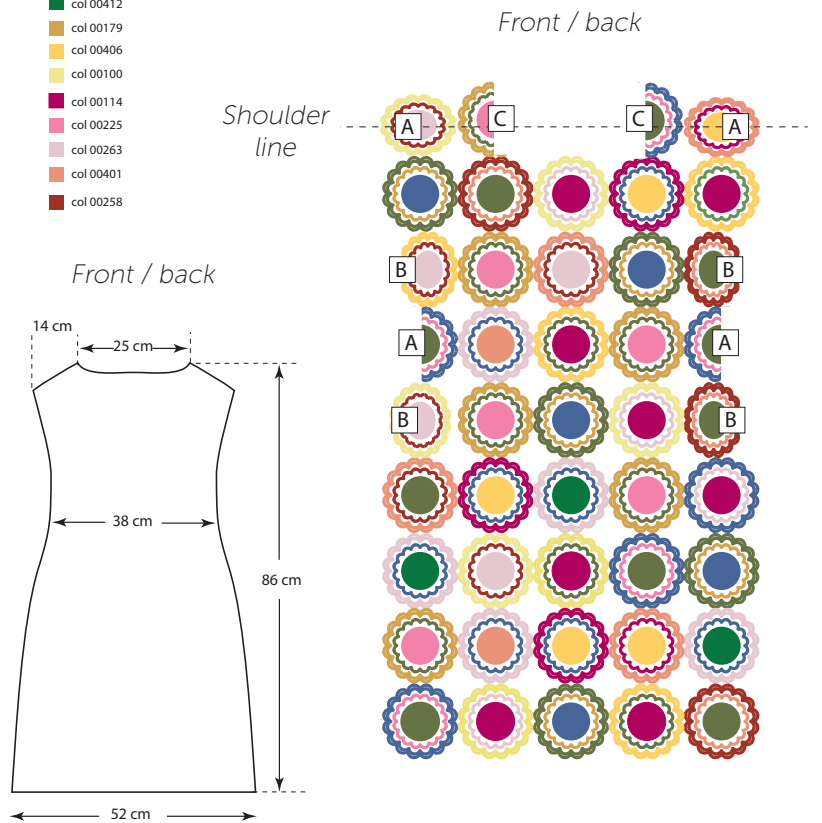 col 00412
col 00179
col 00406
col 00100
col 00114
col 00225
col 00263
col 00401
col 00258
Front / back
Shoulder
line
A
C
C
A
B
B
A
A
B
B
Front / back
14 cm
25 cm
38 cm
86 cm
52 cm